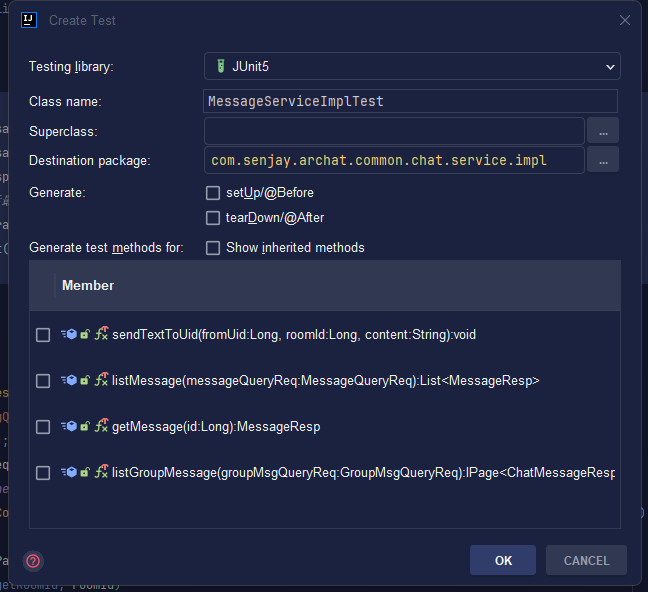 IJ
Create Test
Testing library:
JUnit5
Class name:
MessageServiceImplTest
Superclass:
...
Destination package:
com.senjay.archat.common.chat.service.impl
...
Generate:
setUp/@Before
tearDown/@After
Generate test methods for:
Show inherited methods
Member
sendTextToUid(fromUid:Long, roomId:Long, content:String):void
listMessage(messageQueryReq:MessageQueryReq):List<MessageResp>
getMessage(id:Long):MessageResp
listGroupMessage(groupMsgQueryReq:GroupMsgQueryReq):IPage<ChatMessageResp
?
OK
CANCEL